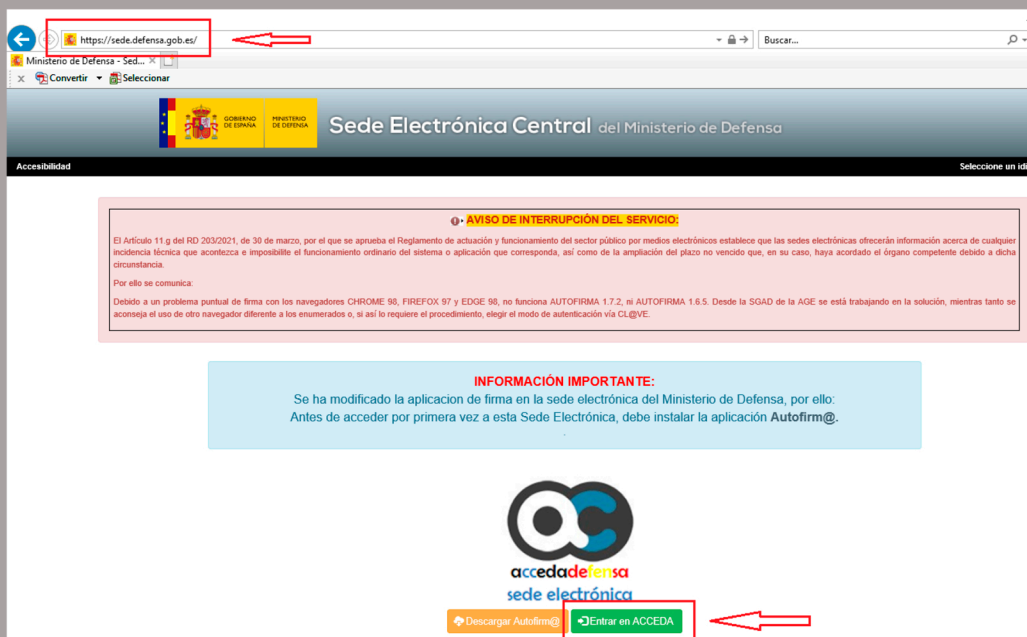 https://sede.defensa.gob.es/
Buscar...
Ministerio de Defensa - Sed...
x Convertir Seleccionar
GOBIERNO DE ESPAÑA
MINISTERIO DE DEFENSA
Sede Electrónica Central del Ministerio de Defensa
Accesibilidad
Seleccione un idi
AVISO DE INTERRUPCIÓN DEL SERVICIO:
El Artículo 11.g del RD 203/2021, de 30 de marzo, por el que se aprueba el Reglamento de actuación y funcionamiento del sector público por medios electrónicos establece que las sedes electrónicas ofrecerán información acerca de cualquier
incidencia técnica que acontezca e imposibilite el funcionamiento ordinario del sistema o aplicación que corresponda, así como de la ampliación del plazo no vencido que, en su caso, haya acordado el órgano competente debido a dicha
circunstancia.
Por ello se comunica:
Debido a un problema puntual de firma con los navegadores CHROME 98, FIREFOX 97 y EDGE 98, no funciona AUTOFIRMA 1.7.2, ni AUTOFIRMA 1.6.5. Desde la SGAD de la AGE se está trabajando en la solución, mientras tanto se
aconseja el uso de otro navegador diferente a los enumerados o, si así lo requiere el procedimiento, elegir el modo de autenticación vía CL@VE.
INFORMACIÓN IMPORTANTE:
Se ha modificado la aplicacion de firma en la sede electrónica del Ministerio de Defensa, por ello:
Antes de acceder por primera vez a esta Sede Electrónica, debe instalar la aplicación Autofirm@.
.
accedadefensa
sede electrónica
Descargar Autofirm@
Entrar en ACCEDA